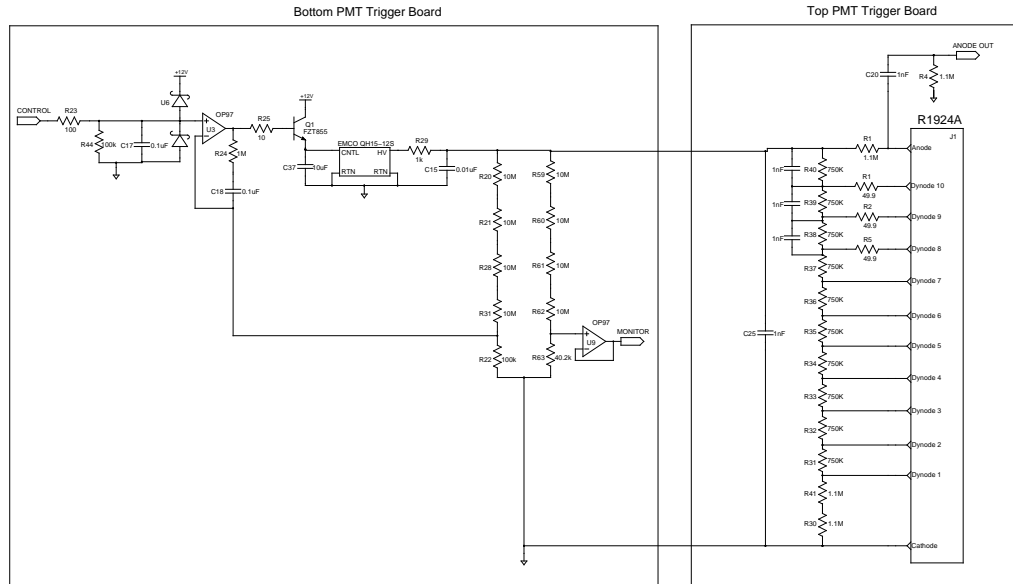 Bottom PMT Trigger Board
Top PMT Trigger Board
CONTROL
R23
100
R44
100k
C17
0.1uF
+12V
U6
OP97
U3
R24
1M
C18
0.1uF
R25
10
+12V
Q1
FZT855
C37
10uF
EMCO QH15-12S
CNTL
HV
RTN
RTN
R29
1k
C15
0.01uF
R20
10M
R21
10M
R28
10M
R31
10M
R22
100k
R59
10M
R60
10M
R61
10M
R62
10M
R63
40.2k
OP97
U9
MONITOR
ANODE OUT
C20
1nF
R4
1.1M
R1924A
J1
R1
1.1M
Anode
1nF
R40
750K
R1
49.9
Dynode 10
1nF
R39
750K
R2
49.9
Dynode 9
1nF
R38
750K
R5
49.9
Dynode 8
R37
750K
Dynode 7
R36
750K
Dynode 6
C25
1nF
R35
750K
Dynode 5
R34
750K
Dynode 4
R33
750K
Dynode 3
R32
750K
Dynode 2
R31
750K
Dynode 1
R41
1.1M
R30
1.1M
Cathode